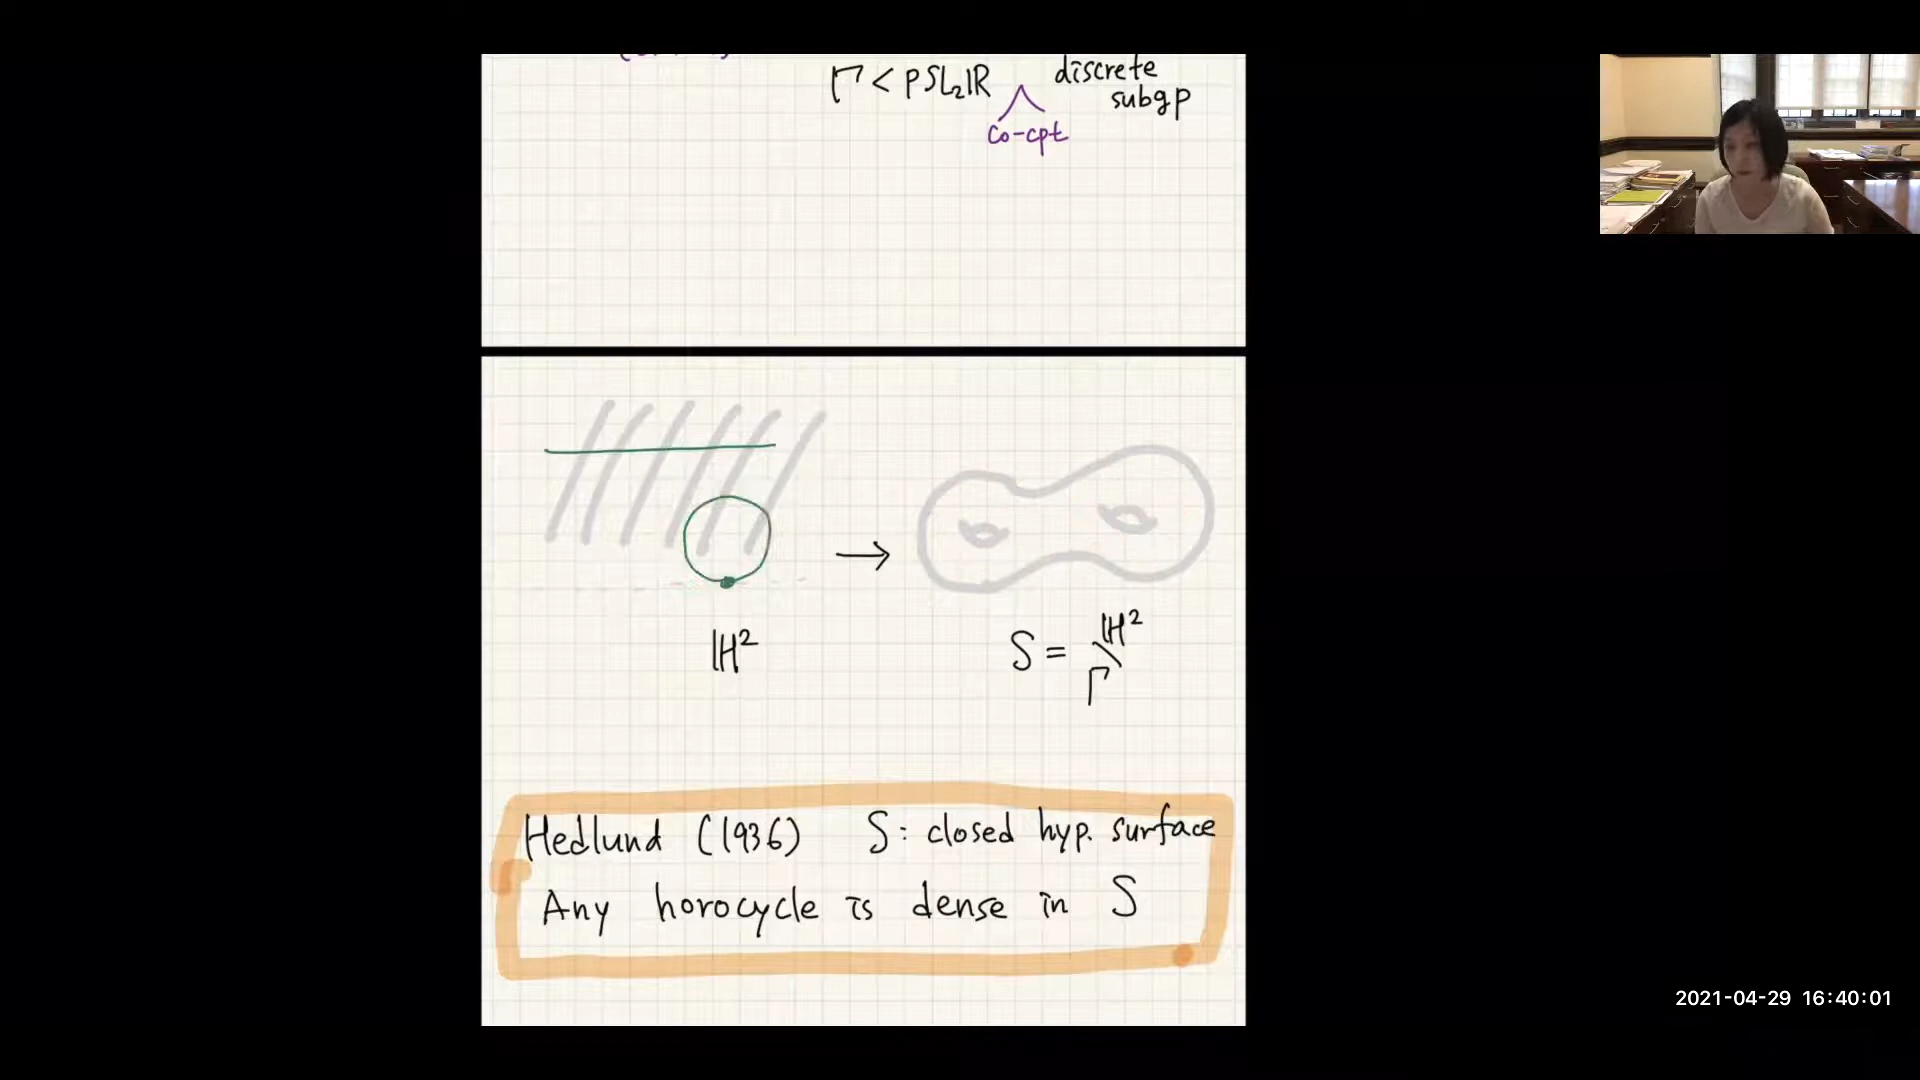 Γ < PSL₂ℝ discrete
subgp
co-cpt
→
ℍ²
S = Γ\ℍ²
Hedlund (1936) S: closed hyp. surface
Any horocycle is dense in S
2021-04-29 16:40:01